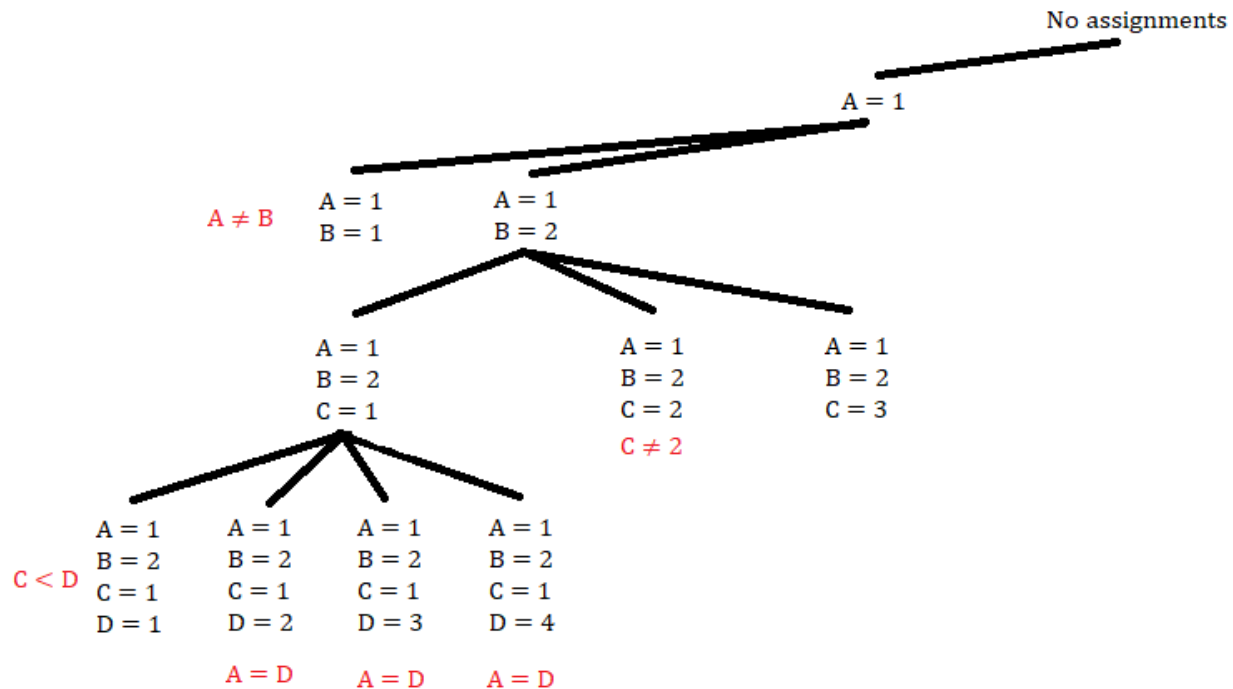 No assignments
A = 1
A ≠ B
A = 1
B = 1
A = 1
B = 2
A = 1
B = 2
C = 1
A = 1
B = 2
C = 2
C ≠ 2
A = 1
B = 2
C = 3
C < D
A = 1
B = 2
C = 1
D = 1
A = 1
B = 2
C = 1
D = 2
A = D
A = 1
B = 2
C = 1
D = 3
A = D
A = 1
B = 2
C = 1
D = 4
A = D